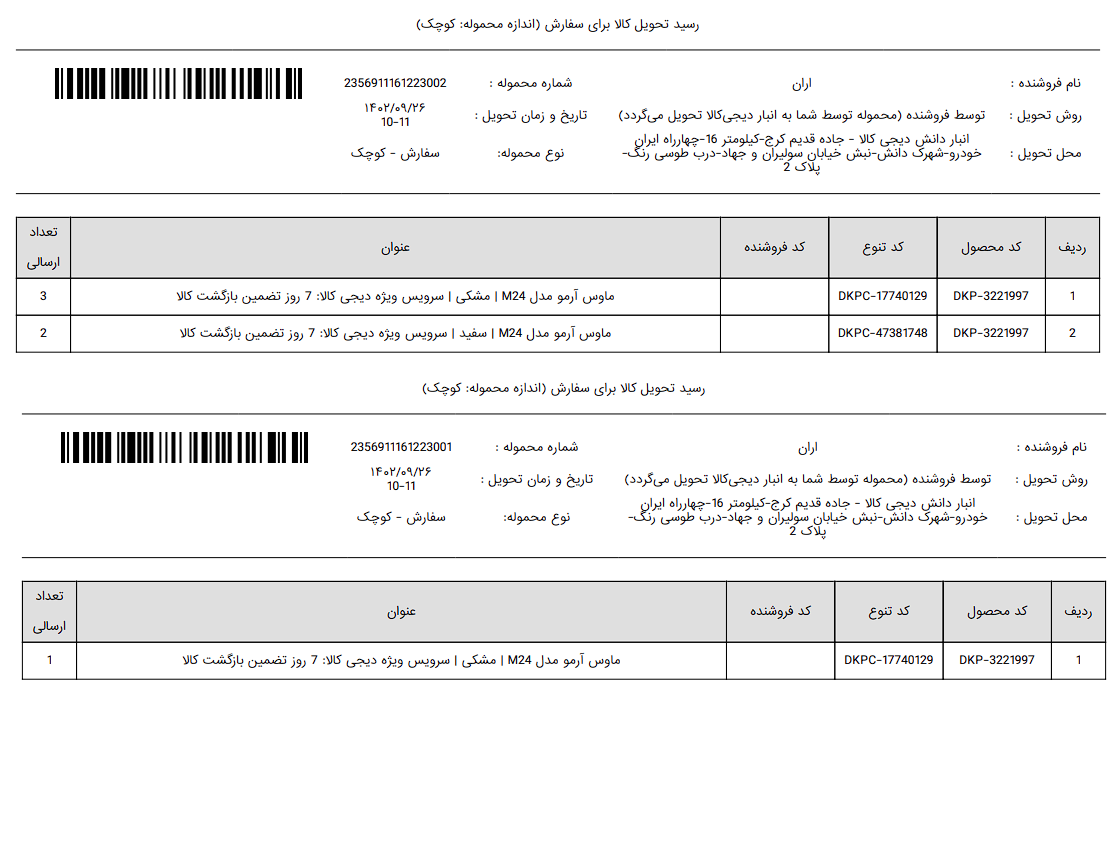 رسید تحویل کالا برای سفارش (اندازه محموله: کوچک)
نام فروشنده : اران شماره محموله : 2356911161223002
روش تحویل : توسط فروشنده (محموله توسط شما به انبار دیجی‌کالا تحویل می‌گردد) تاریخ و زمان تحویل : ۱۴۰۲/۰۹/۲۶
10-11
محل تحویل : انبار دانش دیجی کالا - جاده قدیم کرج-کیلومتر 16-چهارراه ایران
خودرو-شهرک دانش-نبش خیابان سولیران و جهاد-درب طوسی رنگ-
پلاک 2
نوع محموله: سفارش - کوچک
ردیف کد محصول کد تنوع کد فروشنده عنوان تعداد ارسالی
1 DKP-3221997 DKPC-17740129 ماوس آرمو مدل M24 | مشکی | سرویس ویژه دیجی کالا: 7 روز تضمین بازگشت کالا 3
2 DKP-3221997 DKPC-47381748 ماوس آرمو مدل M24 | سفید | سرویس ویژه دیجی کالا: 7 روز تضمین بازگشت کالا 2
رسید تحویل کالا برای سفارش (اندازه محموله: کوچک)
نام فروشنده : اران شماره محموله : 2356911161223001
روش تحویل : توسط فروشنده (محموله توسط شما به انبار دیجی‌کالا تحویل می‌گردد) تاریخ و زمان تحویل : ۱۴۰۲/۰۹/۲۶
10-11
محل تحویل : انبار دانش دیجی کالا - جاده قدیم کرج-کیلومتر 16-چهارراه ایران
خودرو-شهرک دانش-نبش خیابان سولیران و جهاد-درب طوسی رنگ-
پلاک 2
نوع محموله: سفارش - کوچک
ردیف کد محصول کد تنوع کد فروشنده عنوان تعداد ارسالی
1 DKP-3221997 DKPC-17740129 ماوس آرمو مدل M24 | مشکی | سرویس ویژه دیجی کالا: 7 روز تضمین بازگشت کالا 1